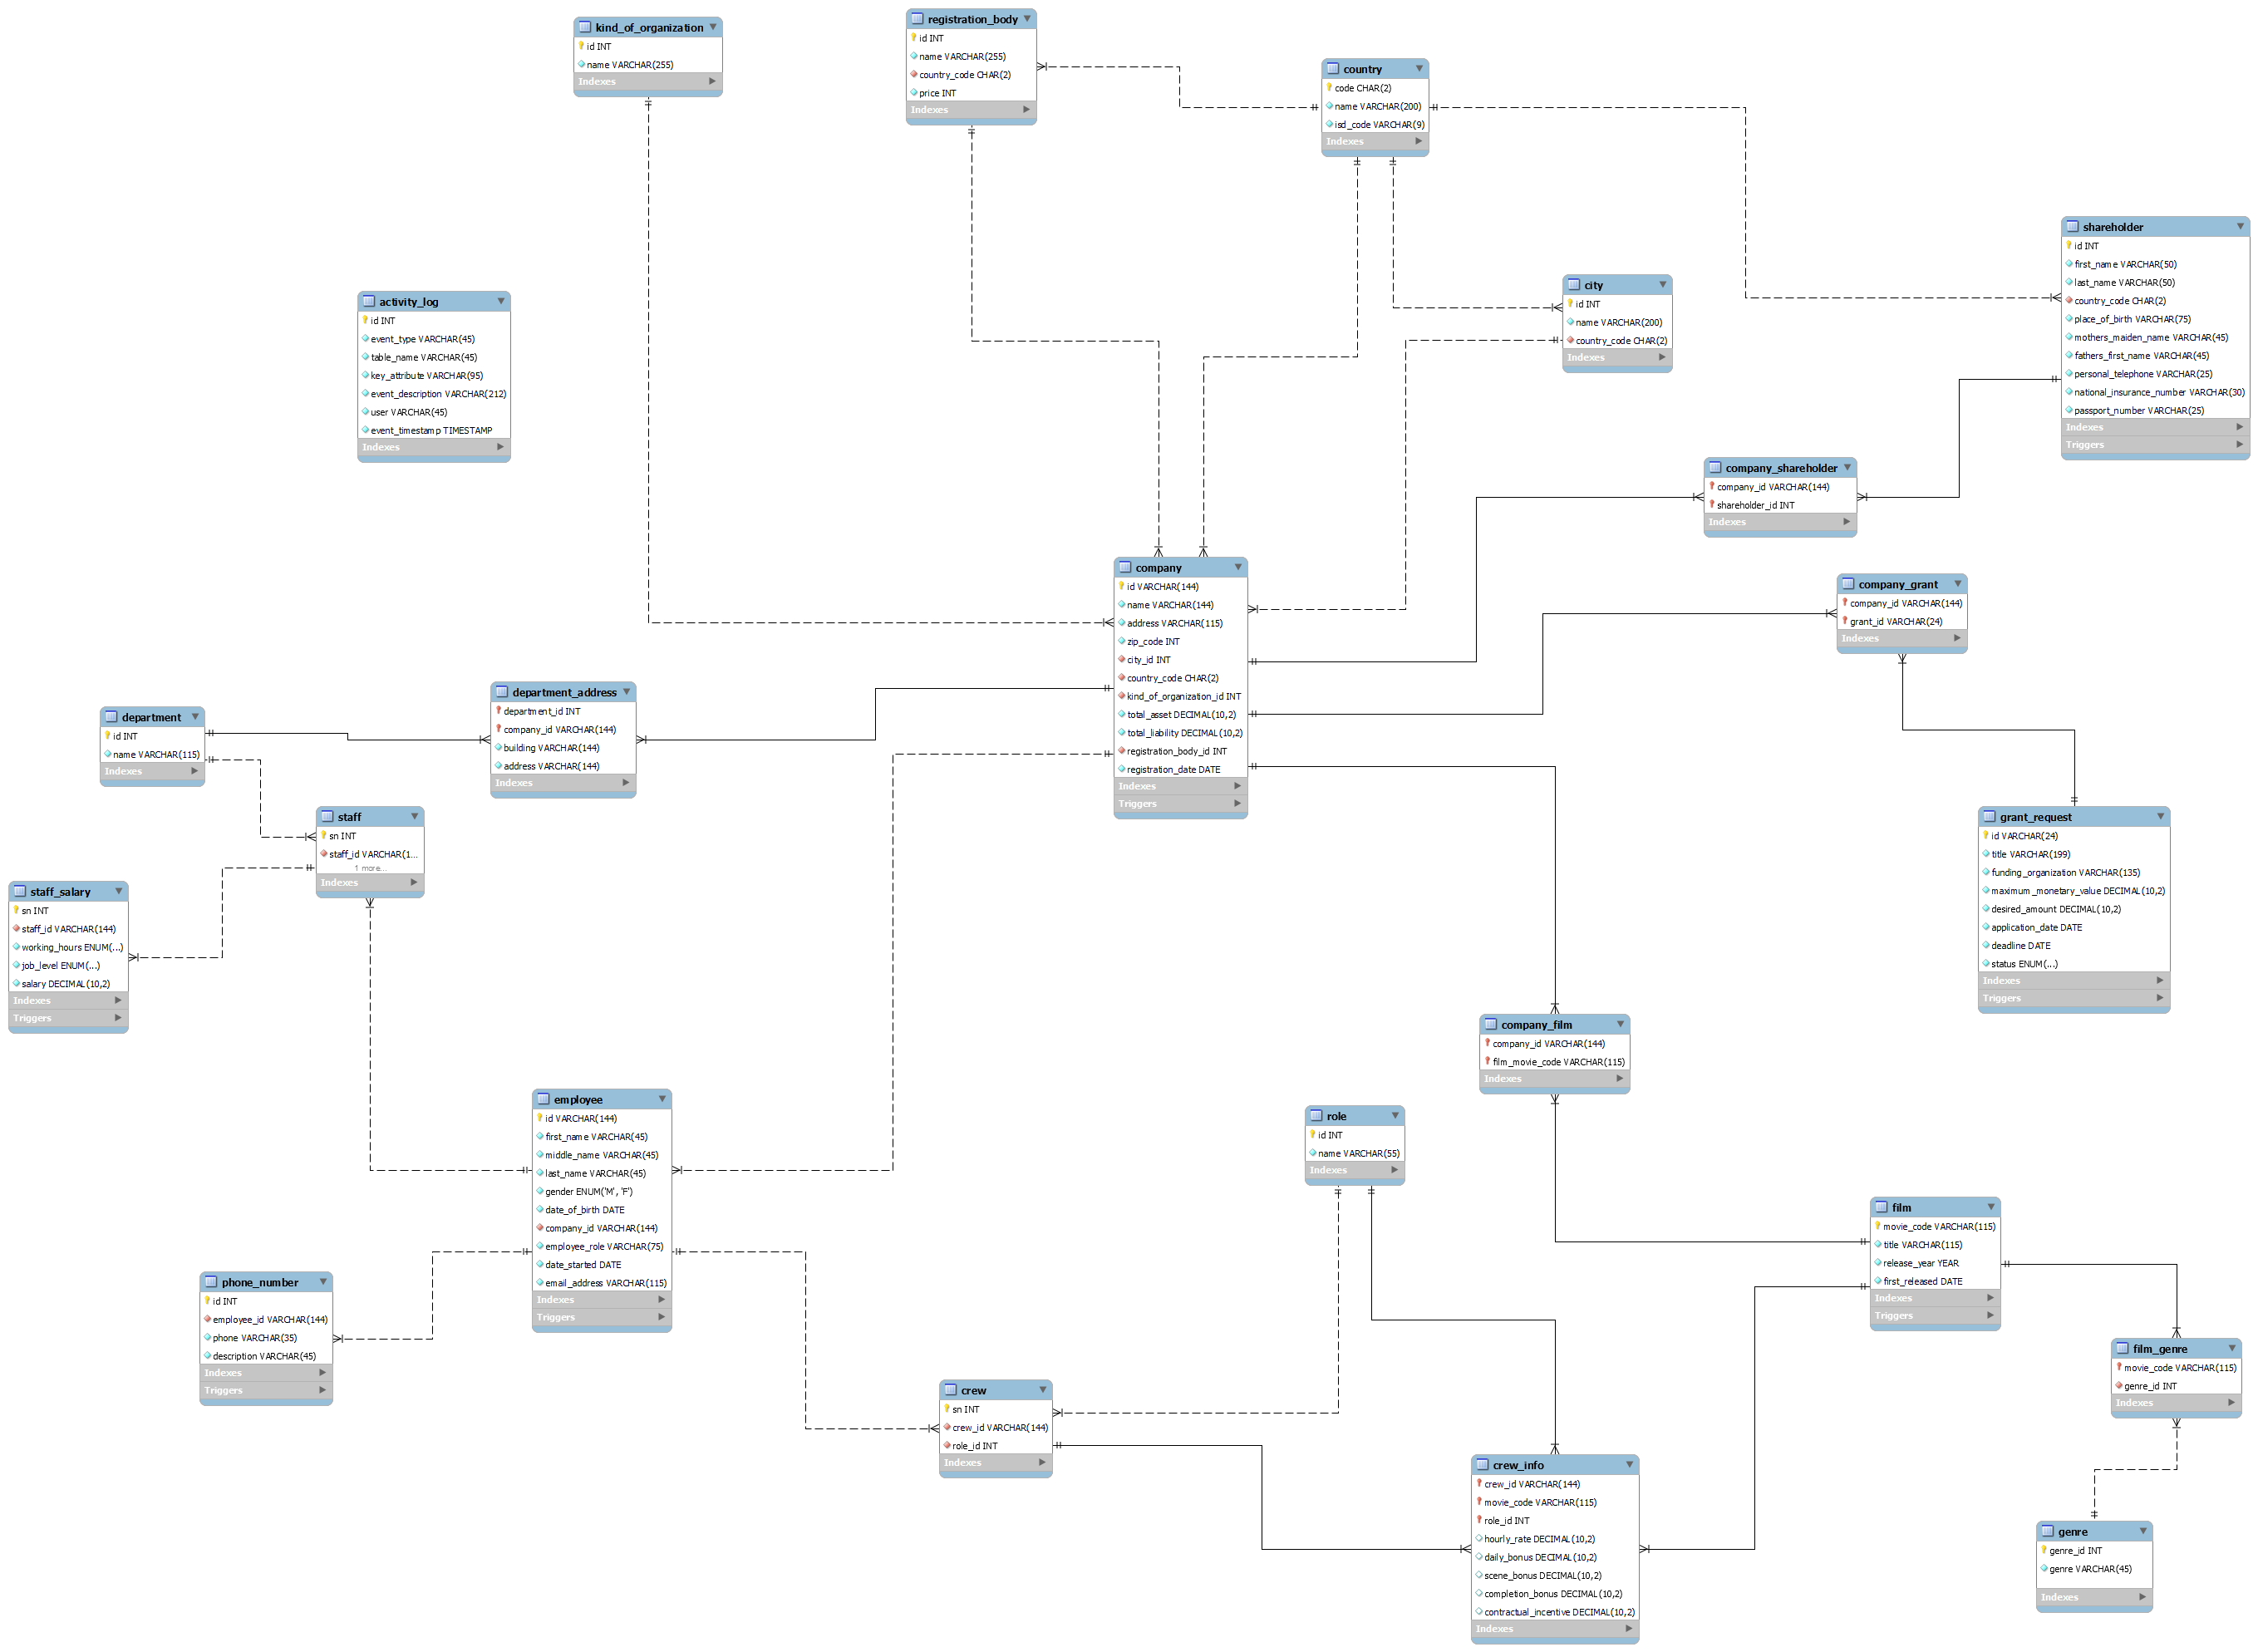 kind_of_organization
id INT
name VARCHAR(255)
Indexes
registration_body
id INT
name VARCHAR(255)
country_code CHAR(2)
price INT
Indexes
country
code CHAR(2)
name VARCHAR(200)
isd_code VARCHAR(9)
Indexes
shareholder
id INT
first_name VARCHAR(50)
last_name VARCHAR(50)
country_code CHAR(2)
place_of_birth VARCHAR(75)
mothers_maiden_name VARCHAR(45)
fathers_first_name VARCHAR(45)
personal_telephone VARCHAR(25)
national_insurance_number VARCHAR(30)
passport_number VARCHAR(25)
Indexes
Triggers
city
id INT
name VARCHAR(200)
country_code CHAR(2)
Indexes
activity_log
id INT
event_type VARCHAR(45)
table_name VARCHAR(45)
key_attribute VARCHAR(95)
event_description VARCHAR(212)
user VARCHAR(45)
event_timestamp TIMESTAMP
Indexes
company_shareholder
company_id VARCHAR(144)
shareholder_id INT
Indexes
company
id VARCHAR(144)
name VARCHAR(144)
address VARCHAR(115)
zip_code INT
city_id INT
country_code CHAR(2)
kind_of_organization_id INT
total_asset DECIMAL(10,2)
total_liability DECIMAL(10,2)
registration_body_id INT
registration_date DATE
Indexes
Triggers
company_grant
company_id VARCHAR(144)
grant_id VARCHAR(24)
Indexes
department_address
department_id INT
company_id VARCHAR(144)
building VARCHAR(144)
address VARCHAR(144)
Indexes
department
id INT
name VARCHAR(115)
Indexes
staff
sn INT
staff_id VARCHAR(1...
1 more...
Indexes
staff_salary
sn INT
staff_id VARCHAR(144)
working_hours ENUM(...)
job_level ENUM(...)
salary DECIMAL(10,2)
Indexes
Triggers
grant_request
id VARCHAR(24)
title VARCHAR(199)
funding_organization VARCHAR(135)
maximum_monetary_value DECIMAL(10,2)
desired_amount DECIMAL(10,2)
application_date DATE
deadline DATE
status ENUM(...)
Indexes
Triggers
company_film
company_id VARCHAR(144)
film_movie_code VARCHAR(115)
Indexes
employee
id VARCHAR(144)
first_name VARCHAR(45)
middle_name VARCHAR(45)
last_name VARCHAR(45)
gender ENUM('M', 'F')
date_of_birth DATE
company_id VARCHAR(144)
employee_role VARCHAR(75)
date_started DATE
email_address VARCHAR(115)
Indexes
Triggers
role
id INT
name VARCHAR(55)
Indexes
film
movie_code VARCHAR(115)
title VARCHAR(115)
release_year YEAR
first_released DATE
Indexes
Triggers
phone_number
id INT
employee_id VARCHAR(144)
phone VARCHAR(35)
description VARCHAR(45)
Indexes
Triggers
film_genre
movie_code VARCHAR(115)
genre_id INT
Indexes
crew
sn INT
crew_id VARCHAR(144)
role_id INT
Indexes
crew_info
crew_id VARCHAR(144)
movie_code VARCHAR(115)
role_id INT
hourly_rate DECIMAL(10,2)
daily_bonus DECIMAL(10,2)
scene_bonus DECIMAL(10,2)
completion_bonus DECIMAL(10,2)
contractual_incentive DECIMAL(10,2)
Indexes
genre
genre_id INT
genre VARCHAR(45)
Indexes